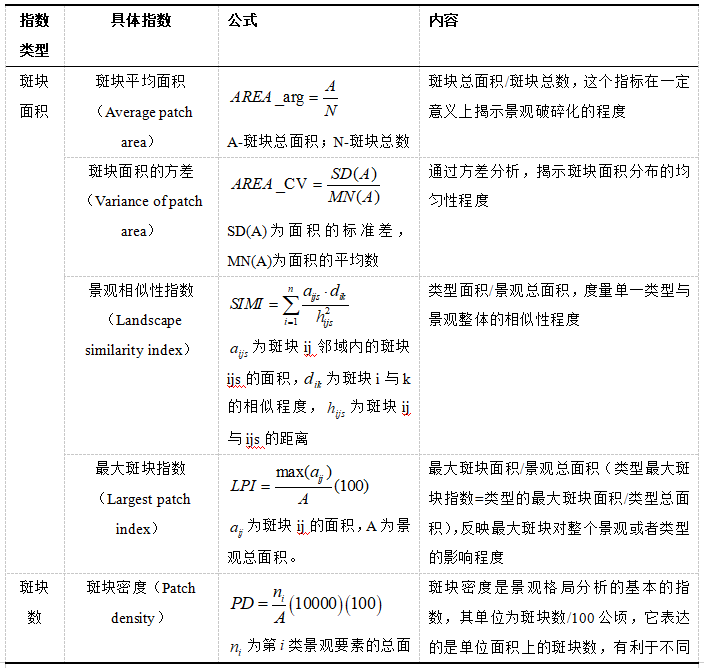 指数类型 具体指数 公式 内容
斑块面积 斑块平均面积（Average patch area） AREA_arg = A/N 斑块总面积/斑块总数，这个指标在一定
A-斑块总面积；N-斑块总数 意义上揭示景观破碎化的程度
斑块面积的方差（Variance of patch area） AREA_CV = SD(A)/MN(A) 通过方差分析，揭示斑块面积分布的均
SD(A)为面积的标准差， 匀性程度
MN(A)为面积的平均数
景观相似性指数（Landscape similarity index） SIMI = ∑_{i=1}^{n} a_{ijs}·d_{ik}/h_{ijs}^{2} 类型面积/景观总面积，度量单一类型与
a_{ijs}为斑块 ij 邻域内的斑块 景观整体的相似性程度
ijs 的面积，d_{ik}为斑块 i 与 k
的相似程度，h_{ijs}为斑块 ij
与 ijs 的距离
最大斑块指数（Largest patch index） LPI = max(a_{ij})/A (100) 最大斑块面积/景观总面积（类型最大斑
a_{ij}为斑块 ij 的面积，A 为景 块指数=类型的最大斑块面积/类型总面
观总面积。 积），反映最大斑块对整个景观或者类型
的影响程度
斑块数 斑块密度（Patch density） PD = n_{i}/A (10000)(100) 斑块密度是景观格局分析的基本的指
n_{i}为第 i 类景观要素的总面 数，其单位为斑块数/100 公顷，它表达
的是单位面积上的斑块数，有利于不同